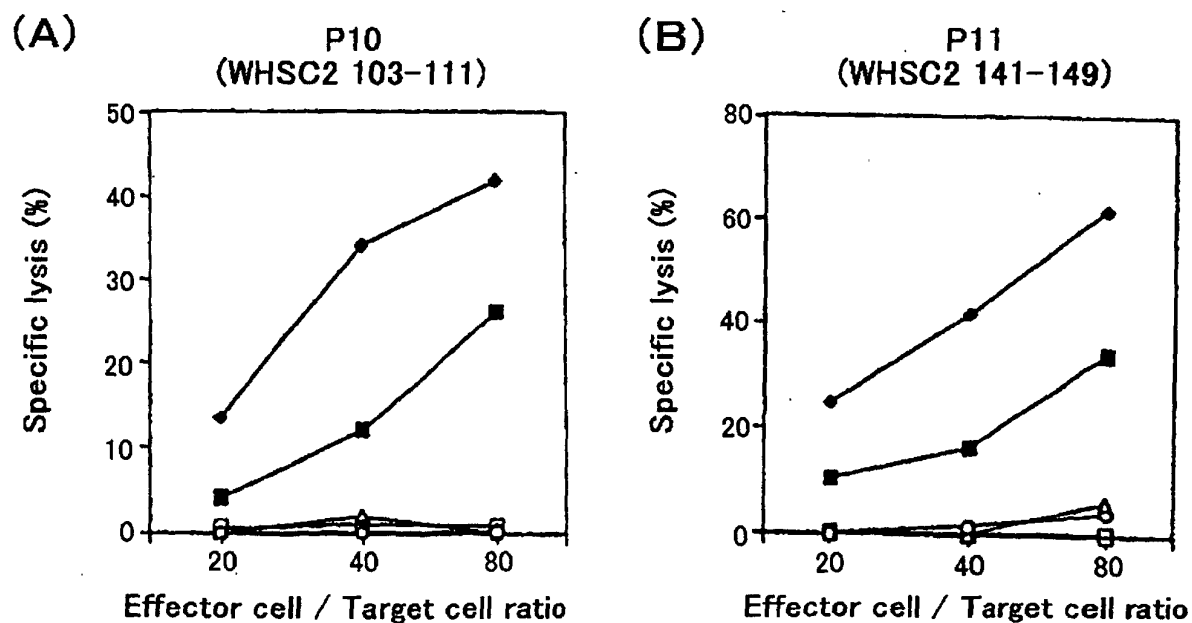 (A)
P10
(WHSC2 103-111)
50
40
30
20
10
0
Specific lysis (%)
20 40 80
Effector cell / Target cell ratio
(B)
P11
(WHSC2 141-149)
80
60
40
20
0
Specific lysis (%)
20 40 80
Effector cell / Target cell ratio